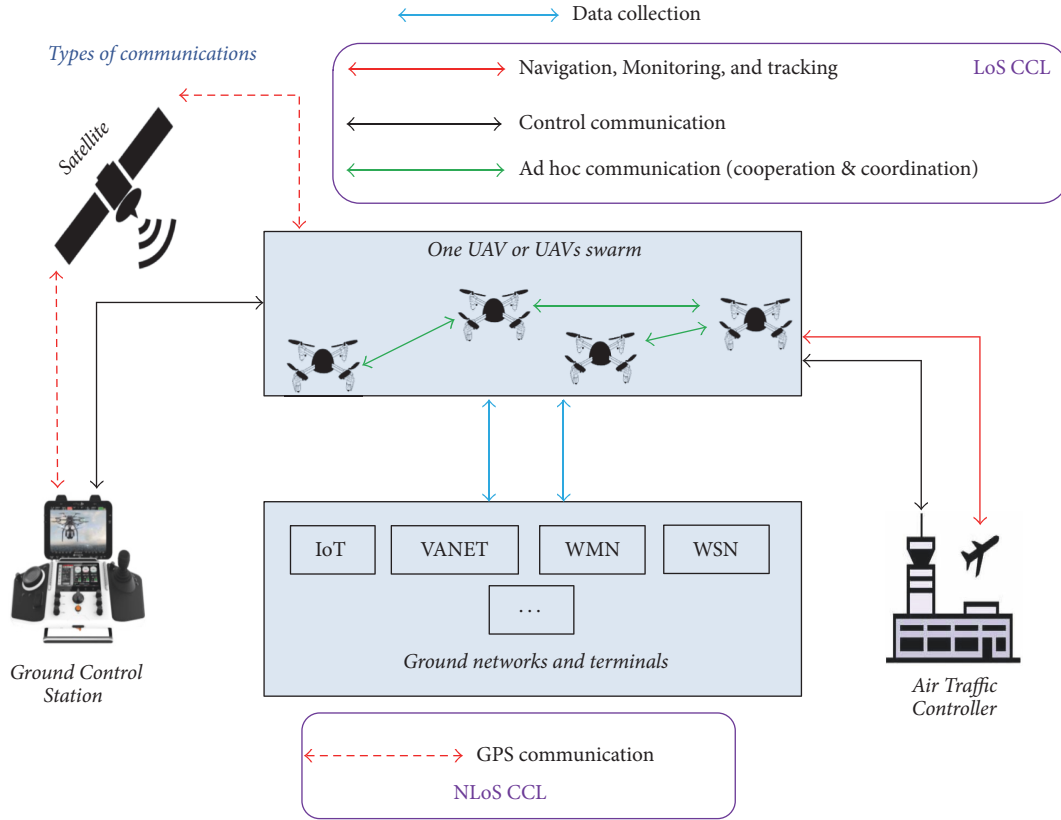 Data collection
Types of communications
Navigation, Monitoring, and tracking
LoS CCL
Control communication
Ad hoc communication (cooperation & coordination)
Satellite
One UAV or UAVs swarm
IoT
VANET
WMN
WSN
...
Ground networks and terminals
Ground Control
Station
Air Traffic
Controller
GPS communication
NLoS CCL